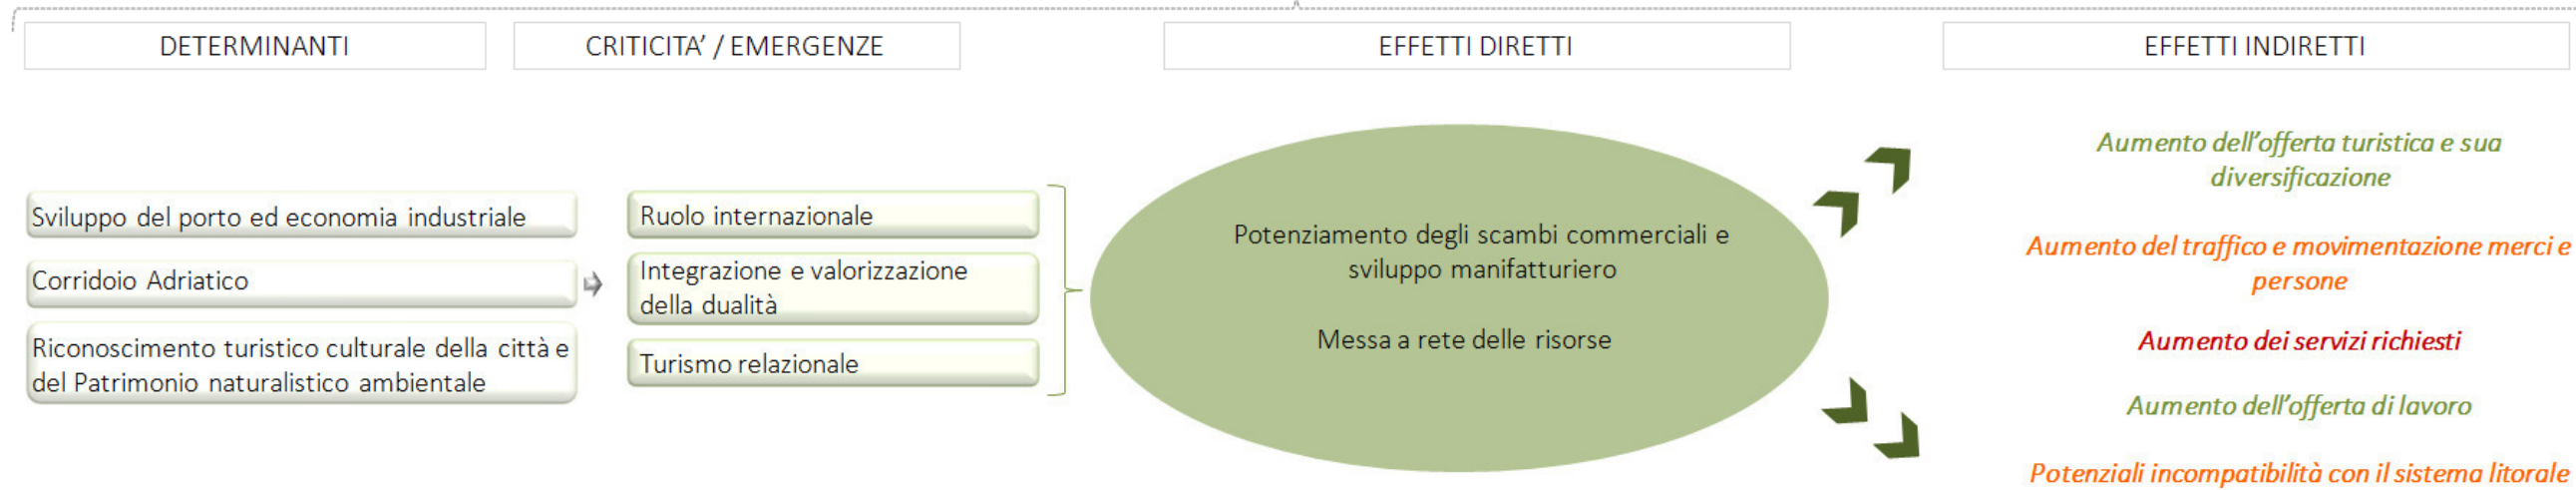 DETERMINANTI
CRITICITA’ / EMERGENZE
EFFETTI DIRETTI
EFFETTI INDIRETTI
Sviluppo del porto ed economia industriale
Corridoio Adriatico
Riconoscimento turistico culturale della città e
del Patrimonio naturalistico ambientale
Ruolo internazionale
Integrazione e valorizzazione
della dualità
Turismo relazionale
Potenziamento degli scambi commerciali e
sviluppo manifatturiero
Messa a rete delle risorse
Aumento dell’offerta turistica e sua
diversificazione
Aumento del traffico e movimentazione merci e
persone
Aumento dei servizi richiesti
Aumento dell’offerta di lavoro
Potenziali incompatibilità con il sistema litorale